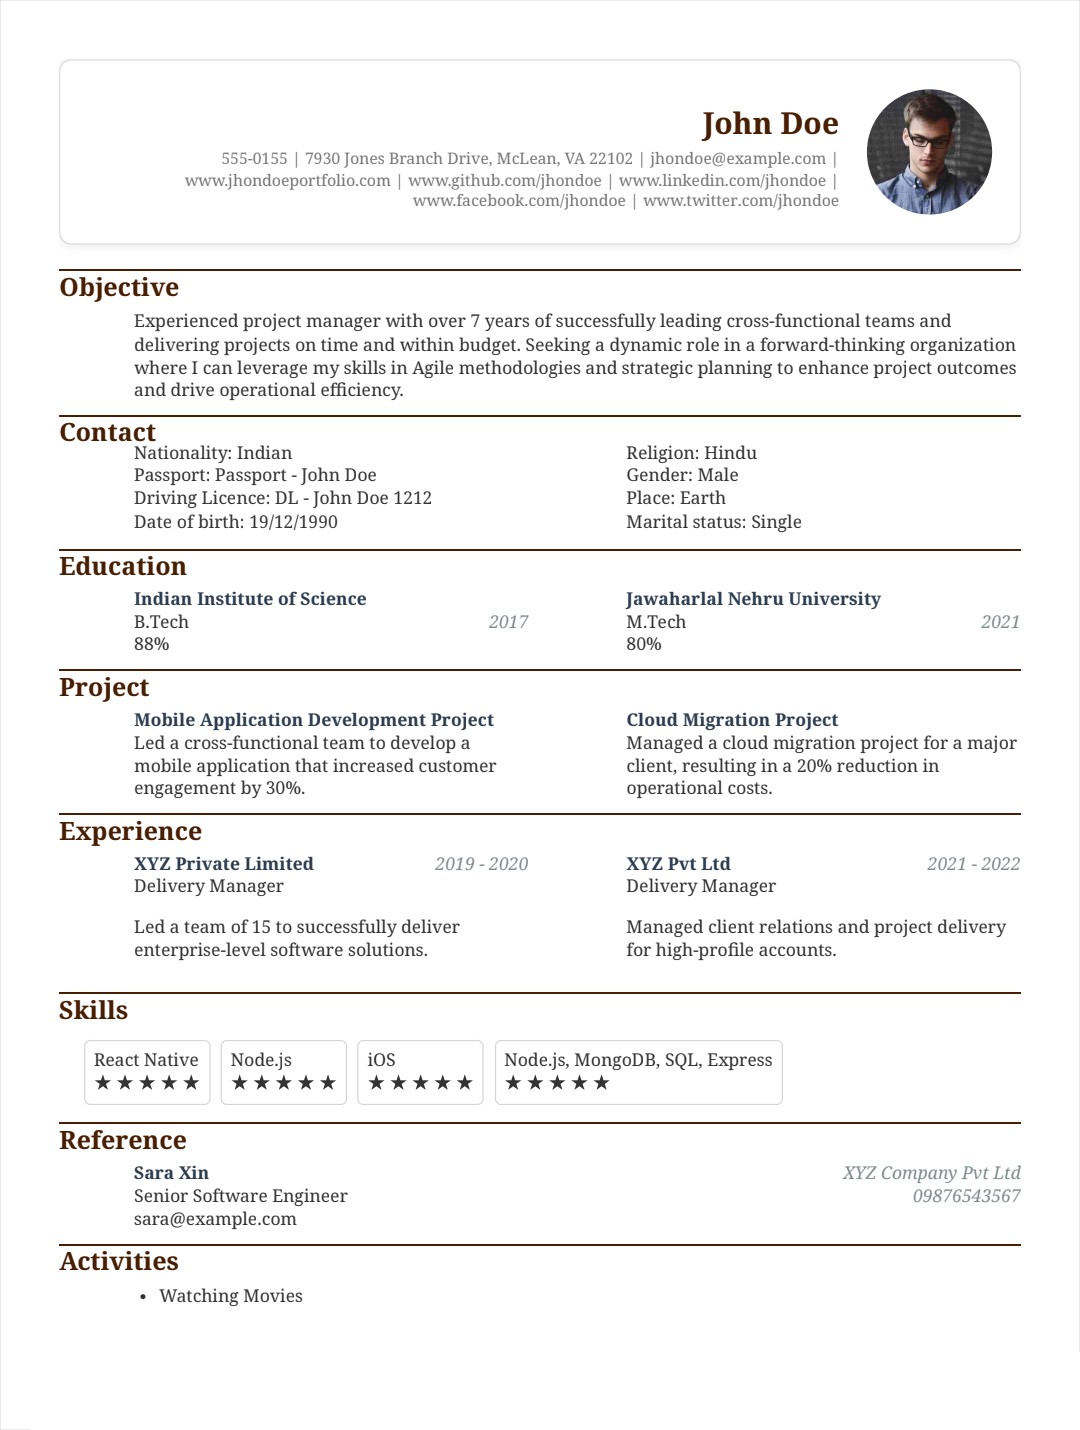 John Doe
555-0155 | 7930 Jones Branch Drive, McLean, VA 22102 | jhondoe@example.com |
www.jhondoeportfolio.com | www.github.com/jhondoe | www.linkedin.com/jhondoe |
www.facebook.com/jhondoe | www.twitter.com/jhondoe
Objective
Experienced project manager with over 7 years of successfully leading cross-functional teams and
delivering projects on time and within budget. Seeking a dynamic role in a forward-thinking organization
where I can leverage my skills in Agile methodologies and strategic planning to enhance project outcomes
and drive operational efficiency.
Contact
Nationality: Indian
Passport: Passport - John Doe
Driving Licence: DL - John Doe 1212
Date of birth: 19/12/1990
Religion: Hindu
Gender: Male
Place: Earth
Marital status: Single
Education
Indian Institute of Science
B.Tech 2017
88%
Jawaharlal Nehru University
M.Tech 2021
80%
Project
Mobile Application Development Project
Led a cross-functional team to develop a
mobile application that increased customer
engagement by 30%.
Cloud Migration Project
Managed a cloud migration project for a major
client, resulting in a 20% reduction in
operational costs.
Experience
XYZ Private Limited 2019 - 2020
Delivery Manager
Led a team of 15 to successfully deliver
enterprise-level software solutions.
XYZ Pvt Ltd 2021 - 2022
Delivery Manager
Managed client relations and project delivery
for high-profile accounts.
Skills
React Native
★ ★ ★ ★ ★
Node.js
★ ★ ★ ★ ★
iOS
★ ★ ★ ★ ★
Node.js, MongoDB, SQL, Express
★ ★ ★ ★ ★
Reference
Sara Xin XYZ Company Pvt Ltd
Senior Software Engineer 09876543567
sara@example.com
Activities
• Watching Movies